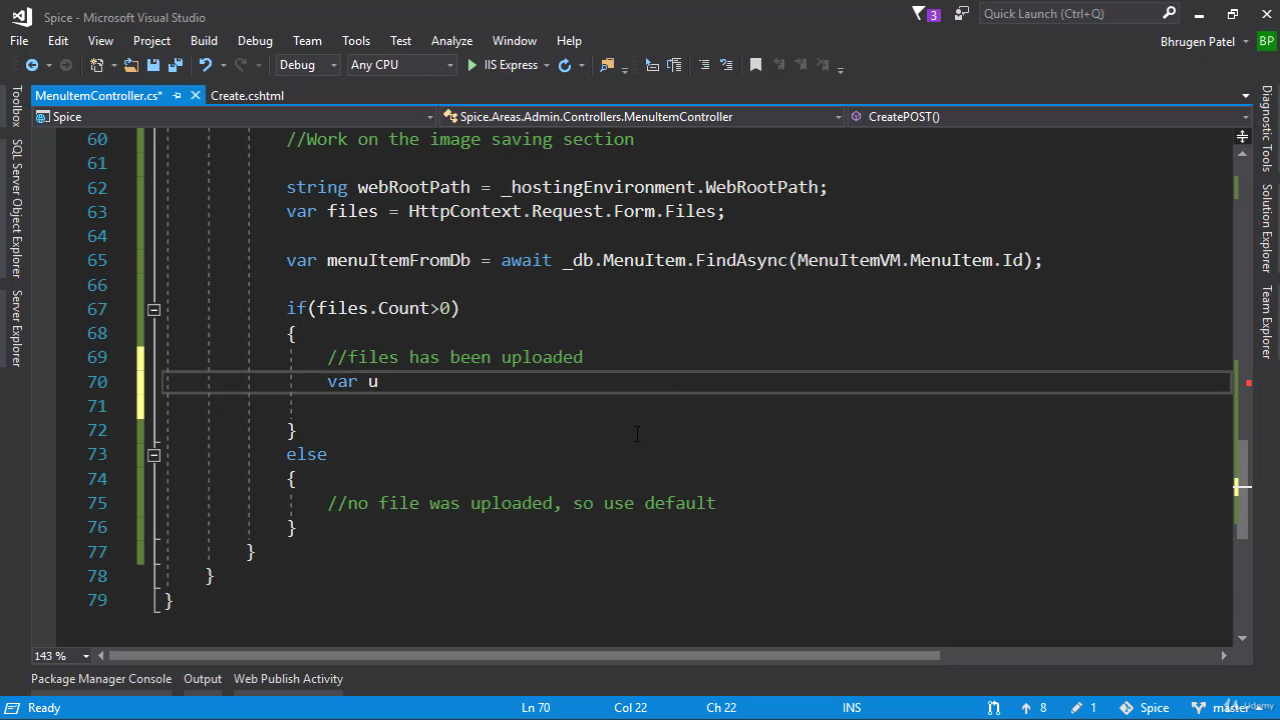 Spice - Microsoft Visual Studio
3
Quick Launch (Ctrl+Q)
File Edit View Project Build Debug Team Tools Test Analyze Window Help
Bhrugen Patel BP
Debug Any CPU IIS Express
MenuItemController.cs* Create.cshtml
Spice Spice.Areas.Admin.Controllers.MenuItemController CreatePOST()
60 //Work on the image saving section
61
62 string webRootPath = _hostingEnvironment.WebRootPath;
63 var files = HttpContext.Request.Form.Files;
64
65 var menuItemFromDb = await _db.MenuItem.FindAsync(MenuItemVM.MenuItem.Id);
66
67 if(files.Count>0)
68 {
69 //files has been uploaded
70 var u
71
72 }
73 else
74 {
75 //no file was uploaded, so use default
76 }
77 }
78 }
79 }
Toolbox
SQL Server Object Explorer
Server Explorer
Diagnostic Tools
Solution Explorer
Team Explorer
143 %
Package Manager Console Output Web Publish Activity
Ready Ln 70 Col 22 Ch 22 INS 8 1 Spice master
Udemy